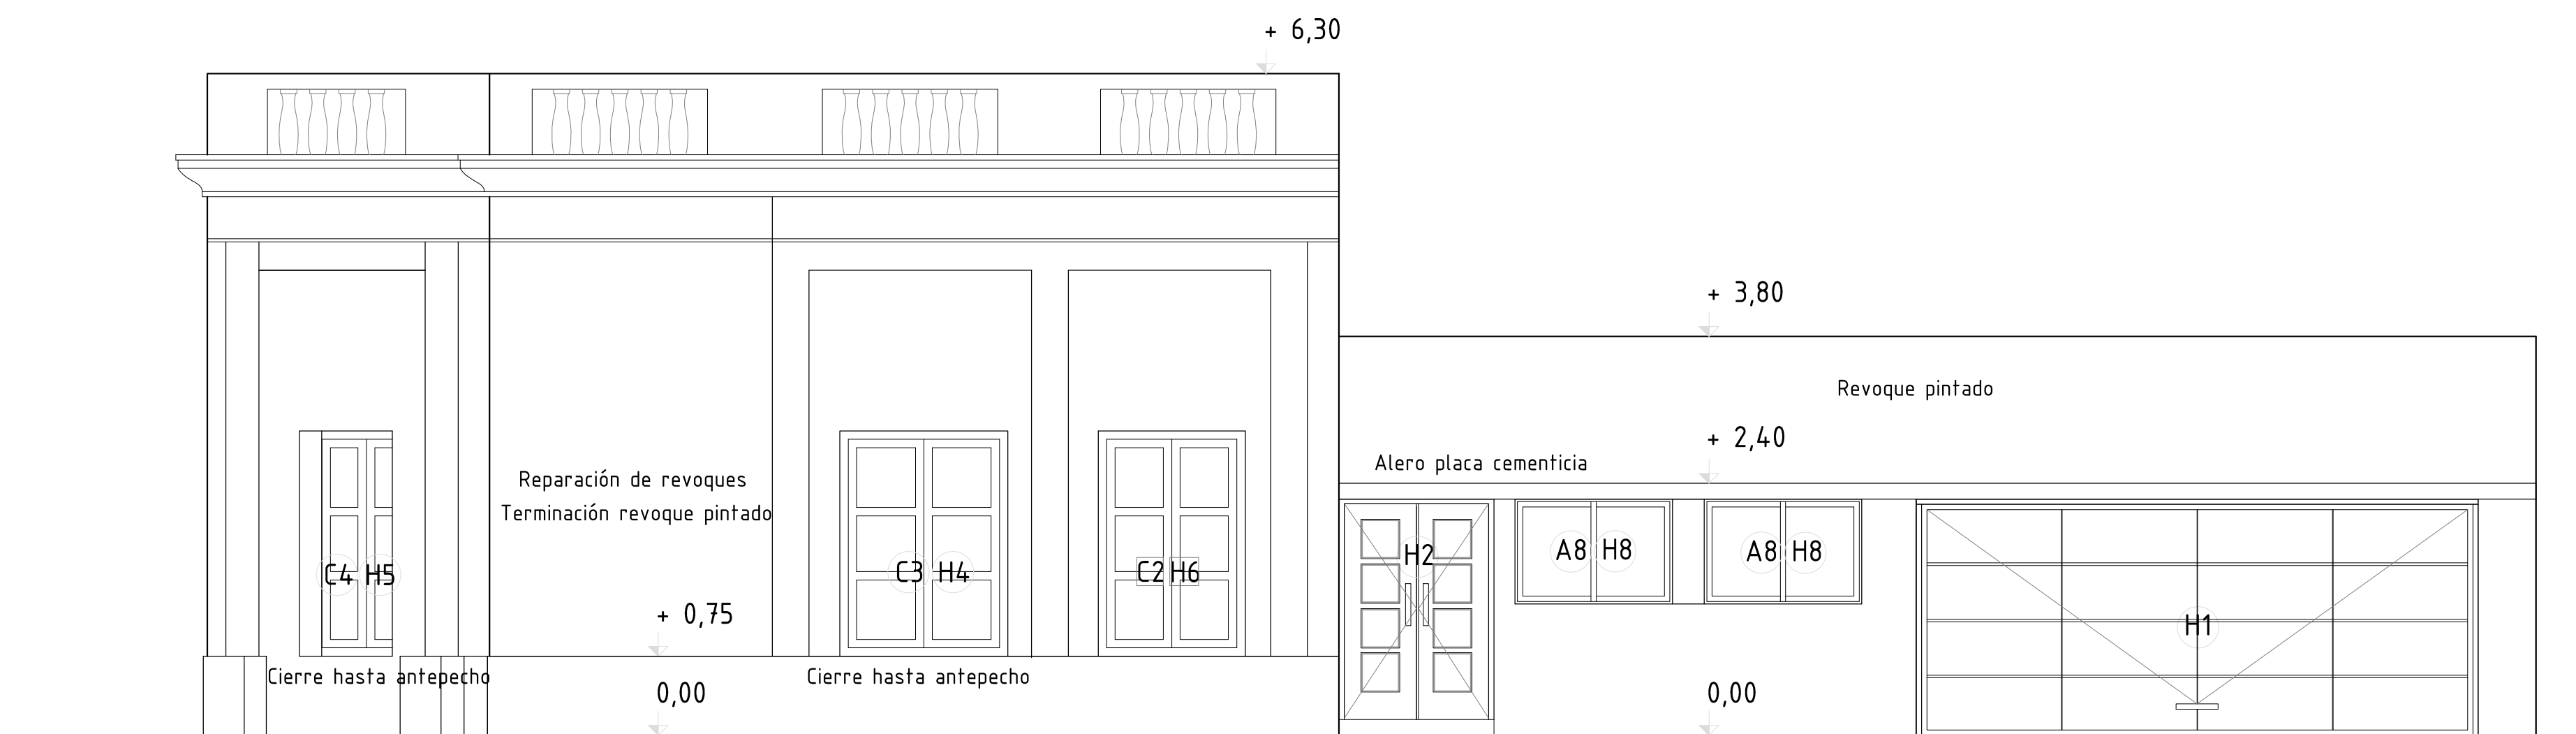 + 6,30
+ 3,80
Revoque pintado
+ 2,40
Alero placa cementicia
Reparación de revoques
Terminación revoque pintado
C4 H5
C3 H4
C2 H6
H2
A8 H8
A8 H8
H1
+ 0,75
Cierre hasta antepecho
Cierre hasta antepecho
0,00
0,00